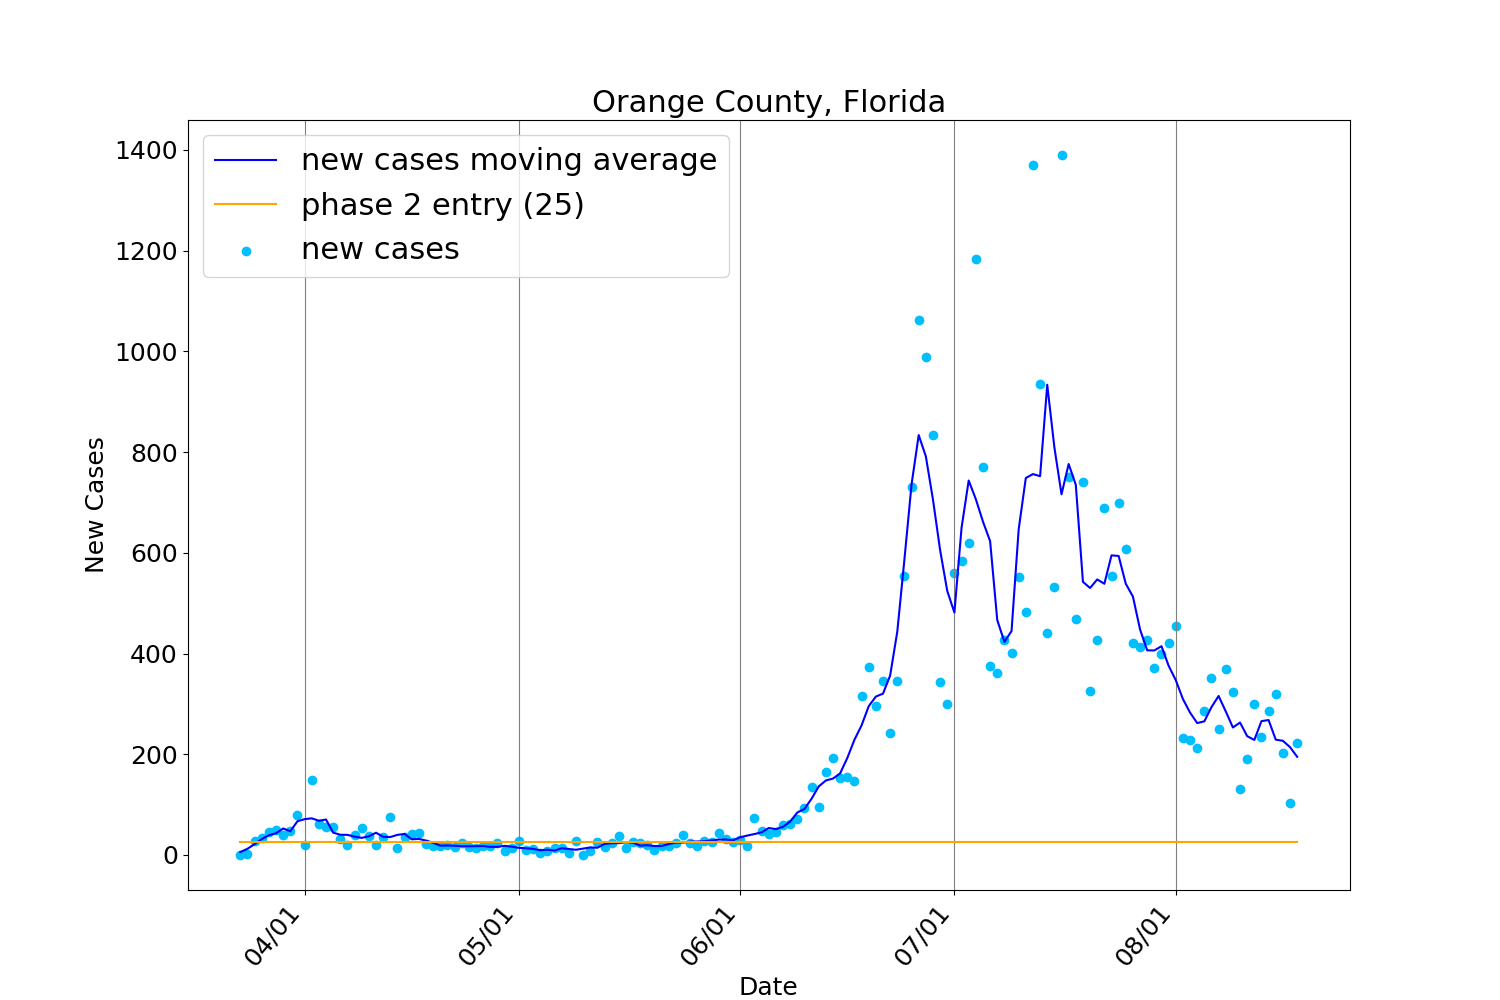 Orange County, Florida
new cases moving average
phase 2 entry (25)
new cases
1400
1200
1000
800
600
400
200
0
New Cases
04/01
05/01
06/01
07/01
08/01
Date